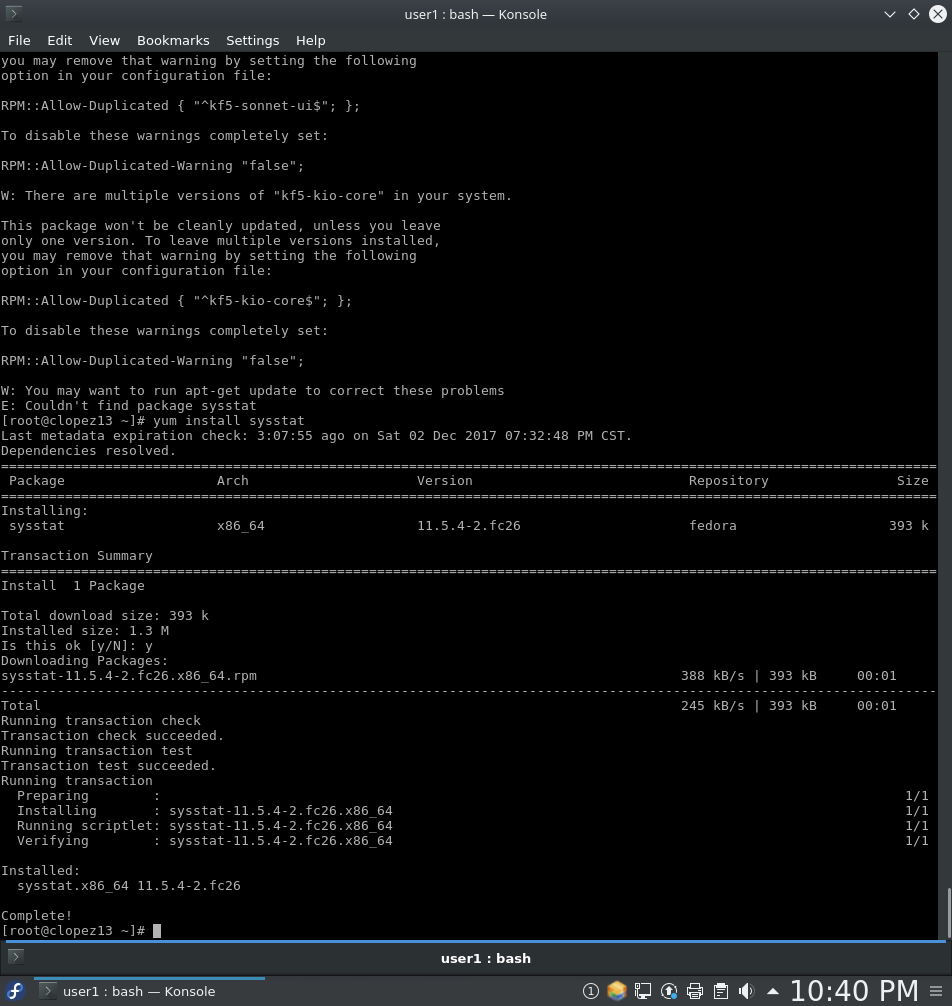 user1 : bash — Konsole
File Edit View Bookmarks Settings Help
you may remove that warning by setting the following
option in your configuration file:
RPM::Allow-Duplicated { "^kf5-sonnet-ui$"; };
To disable these warnings completely set:
RPM::Allow-Duplicated-Warning "false";
W: There are multiple versions of "kf5-kio-core" in your system.
This package won't be cleanly updated, unless you leave
only one version. To leave multiple versions installed,
you may remove that warning by setting the following
option in your configuration file:
RPM::Allow-Duplicated { "^kf5-kio-core$"; };
To disable these warnings completely set:
RPM::Allow-Duplicated-Warning "false";
W: You may want to run apt-get update to correct these problems
E: Couldn't find package sysstat
[root@clopez13 ~]# yum install sysstat
Last metadata expiration check: 3:07:55 ago on Sat 02 Dec 2017 07:32:48 PM CST.
Dependencies resolved.
Package Arch Version Repository Size
Installing:
sysstat x86_64 11.5.4-2.fc26 fedora 393 k
Transaction Summary
Install 1 Package
Total download size: 393 k
Installed size: 1.3 M
Is this ok [y/N]: y
Downloading Packages:
sysstat-11.5.4-2.fc26.x86_64.rpm 388 kB/s | 393 kB 00:01
Total 245 kB/s | 393 kB 00:01
Running transaction check
Transaction check succeeded.
Running transaction test
Transaction test succeeded.
Running transaction
Preparing : 1/1
Installing : sysstat-11.5.4-2.fc26.x86_64 1/1
Running scriptlet: sysstat-11.5.4-2.fc26.x86_64 1/1
Verifying : sysstat-11.5.4-2.fc26.x86_64 1/1
Installed:
sysstat.x86_64 11.5.4-2.fc26
Complete!
[root@clopez13 ~]#
user1 : bash
user1 : bash — Konsole 1 10:40 PM